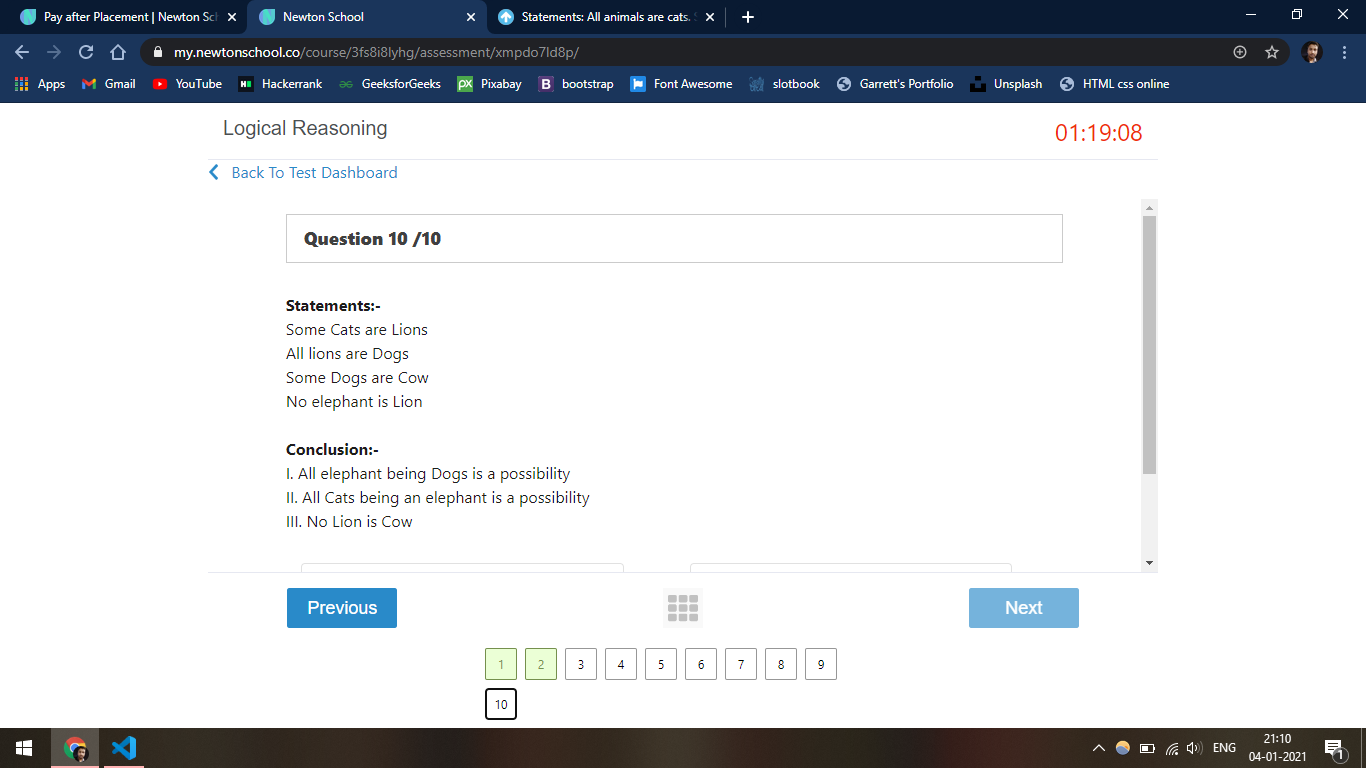 Pay after Placement | Newton Sch
Newton School
Statements: All animals are cats. S
my.newtonschool.co/course/3fs8i8lyhg/assessment/xmpdo7ld8p/
Apps
Gmail
YouTube
Hackerrank
GeeksforGeeks
Pixabay
bootstrap
Font Awesome
slotbook
Garrett's Portfolio
Unsplash
HTML css online
Logical Reasoning
01:19:08
Back To Test Dashboard
Question 10 /10
Statements:-
Some Cats are Lions
All lions are Dogs
Some Dogs are Cow
No elephant is Lion
Conclusion:-
I. All elephant being Dogs is a possibility
II. All Cats being an elephant is a possibility
III. No Lion is Cow
Previous
Next
1 2 3 4 5 6 7 8 9
10
ENG
21:10
04-01-2021
1